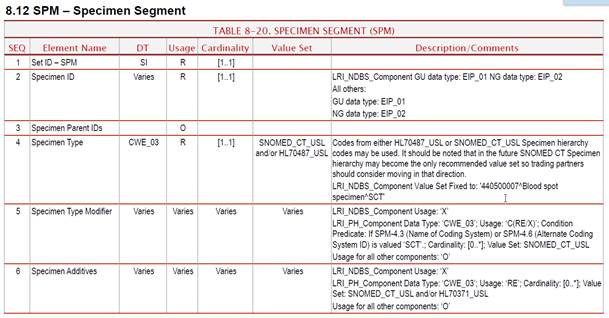 8.12 SPM – Specimen Segment
TABLE 8–20. SPECIMEN SEGMENT (SPM)
SEQ Element Name DT Usage Cardinality Value Set Description/Comments
1 Set ID – SPM SI R [1..1]
2 Specimen ID Varies R [1..1] LRI_NDBS_Component GU data type: EIP_01 NG data type: EIP_02
All others:
GU data type: EIP_01
NG data type: EIP_02
3 Specimen Parent IDs O
4 Specimen Type CWE_03 R [1..1] SNOMED_CT_USL Codes from either HL70487_USL or SNOMED_CT_USL Specimen hierarchy
and/or HL70487_USL codes may be used. It should be noted that in the future SNOMED CT Specimen
hierarchy may become the only recommended value set so trading partners
should consider moving in that direction.
LRI_NDBS_Component Value Set Fixed to: '440500007^Blood spot
specimen^SCT'
5 Specimen Type Modifier Varies Varies Varies Varies LRI_NDBS_Component Usage: 'X'
LRI_PH_Component Data Type: 'CWE_03'; Usage: 'C(RE/X)'; Condition
Predicate: If SPM-4.3 (Name of Coding System) or SPM-4.6 (Alternate Coding
System ID) is valued 'SCT'.; Cardinality: [0..*]; Value Set: SNOMED_CT_USL
Usage for all other components: 'O'
6 Specimen Additives Varies Varies Varies Varies LRI_NDBS_Component Usage: 'X'
LRI_PH_Component Data Type: 'CWE_03'; Usage: 'RE'; Cardinality: [0..*]; Value
Set: SNOMED_CT_USL and/or HL70371_USL
Usage for all other components: 'O'